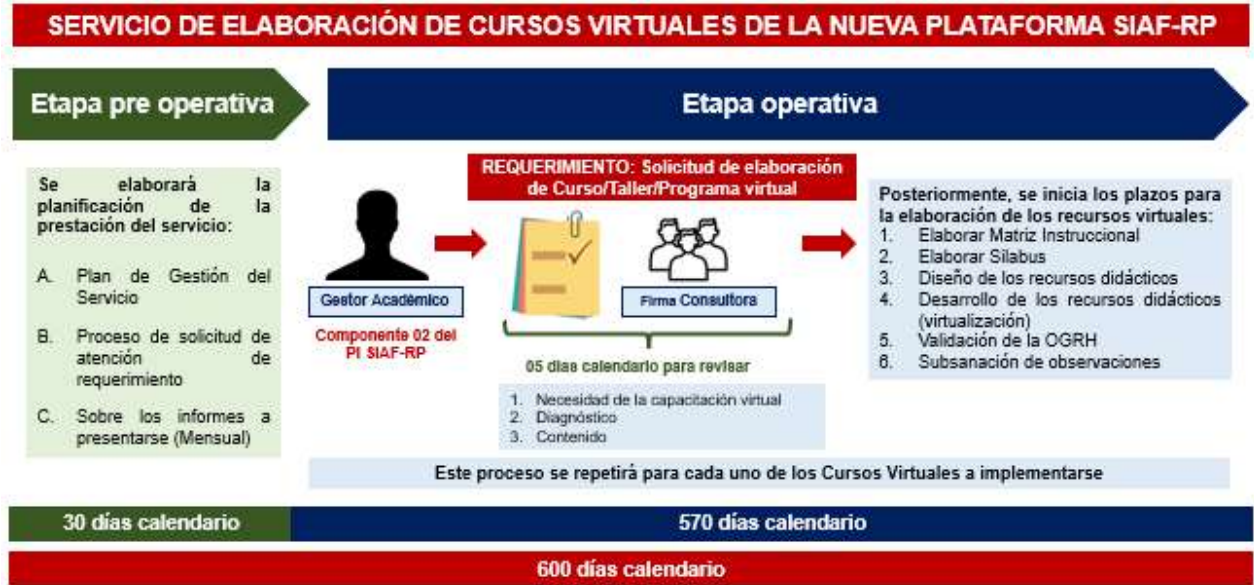 SERVICIO DE ELABORACIÓN DE CURSOS VIRTUALES DE LA NUEVA PLATAFORMA SIAF-RP
Etapa pre operativa
Etapa operativa
Se elaborará la
planificación de la
prestación del servicio:
A. Plan de Gestión del
Servicio
B. Proceso de solicitud de
atención de
requerimiento
C. Sobre los informes a
presentarse (Mensual)
REQUERIMIENTO: Solicitud de elaboración
de Curso/Taller/Programa virtual
Gestor Académico
Componente 02 del
PI SIAF-RP
Firma Consultora
05 días calendario para revisar
1. Necesidad de la capacitación virtual
2. Diagnóstico
3. Contenido
Posteriormente, se inicia los plazos para
la elaboración de los recursos virtuales:
1. Elaborar Matriz Instruccional
2. Elaborar Silabus
3. Diseño de los recursos didácticos
4. Desarrollo de los recursos didácticos
(virtualización)
5. Validación de la OGRH
6. Subsanación de observaciones
Este proceso se repetirá para cada uno de los Cursos Virtuales a implementarse
30 días calendario
570 días calendario
600 días calendario